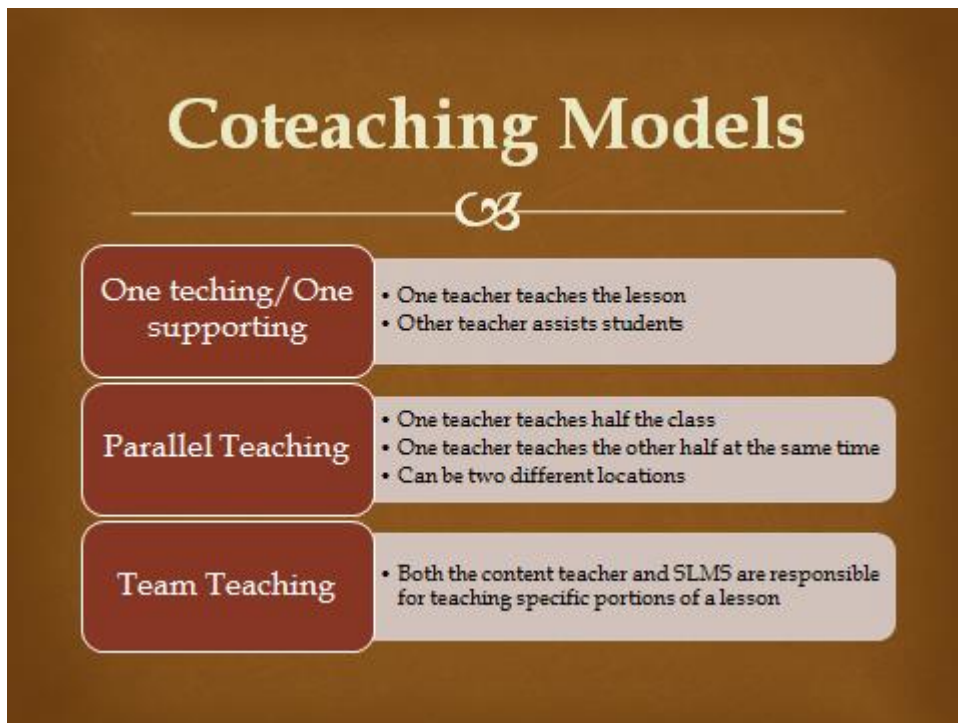 Coteaching Models
One teching/One
supporting
• One teacher teaches the lesson
• Other teacher assists students
Parallel Teaching
• One teacher teaches half the class
• One teacher teaches the other half at the same time
• Can be two different locations
Team Teaching
• Both the content teacher and SLMS are responsible
for teaching specific portions of a lesson